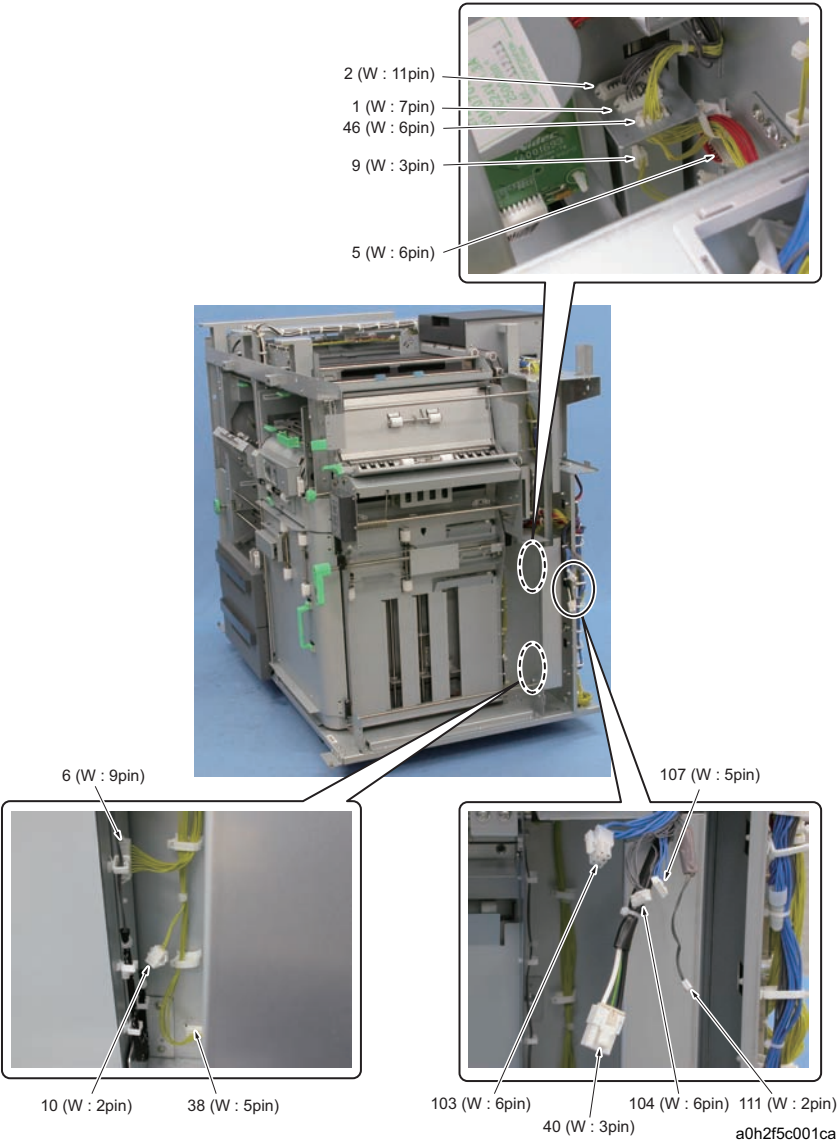 2 (W : 11pin)
1 (W : 7pin)
46 (W : 6pin)
9 (W : 3pin)
5 (W : 6pin)
6 (W : 9pin)
107 (W : 5pin)
10 (W : 2pin)
38 (W : 5pin)
103 (W : 6pin)
104 (W : 6pin)
111 (W : 2pin)
40 (W : 3pin)
a0h2f5c001ca